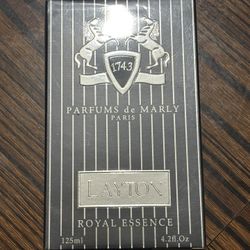 1743
PARFUMS de MARLY
PARIS
LAYTON
ROYAL ESSENCE
125ml 4.2fl.Oz